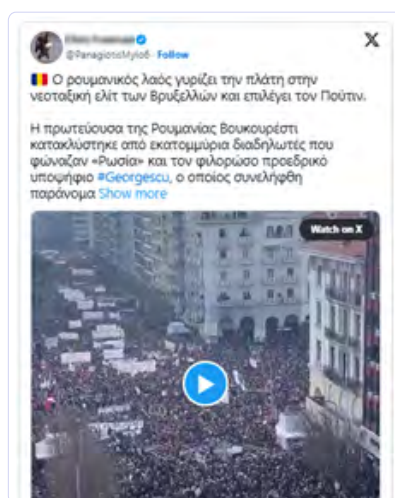 @PanagiotisMylo6 · Follow
Ο ρουμανικός λαός γυρίζει την πλάτη στην
νεοταξική ελίτ των Βρυξελλών και επιλέγει τον Πούτιν.
Η πρωτεύουσα της Ρουμανίας Βουκουρέστι
κατακλύστηκε από εκατομμύρια διαδηλωτές που
φώναζαν «Ρωσία» και τον φιλορώσο προεδρικό
υποψήφιο #Georgescu, ο οποίος συνελήφθη
παράνομα Show more
Watch on X